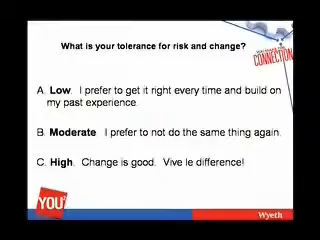 What is your tolerance for risk and change?
CONNECTION
A. Low. I prefer to get it right every time and build on
my past experience.
B. Moderate I prefer to not do the same thing again.
C. High. Change is good. Vive le difference!
YOU
Wyeth